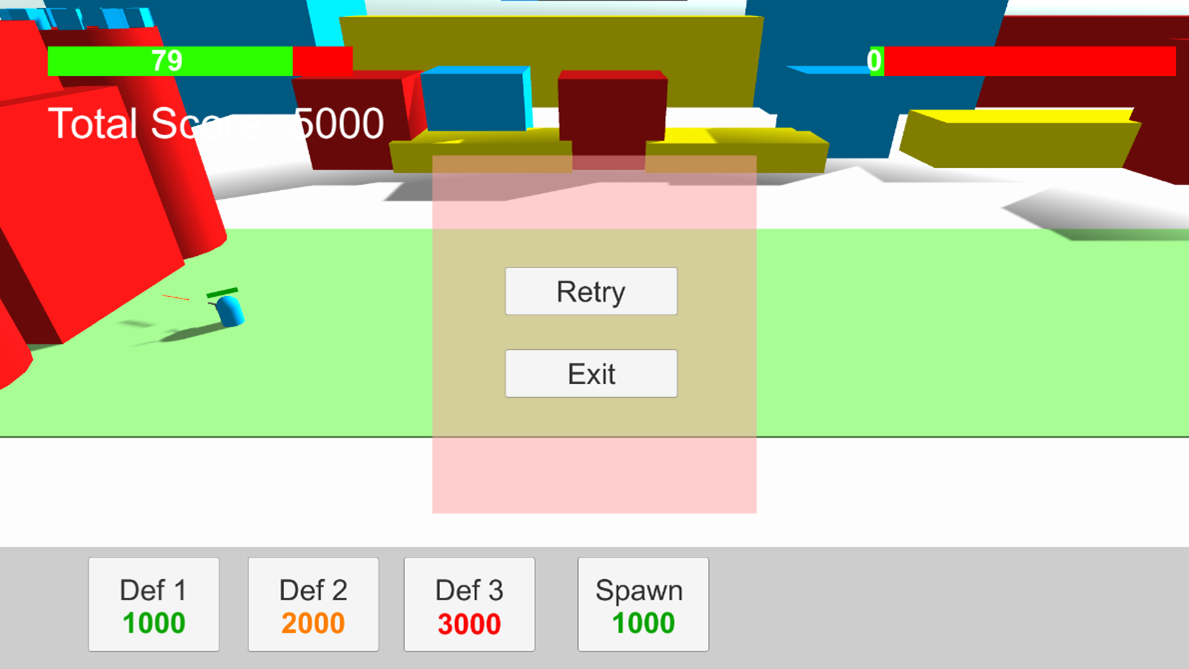 79
0
Total Score: 5000
Retry
Exit
Def 1
1000
Def 2
2000
Def 3
3000
Spawn
1000